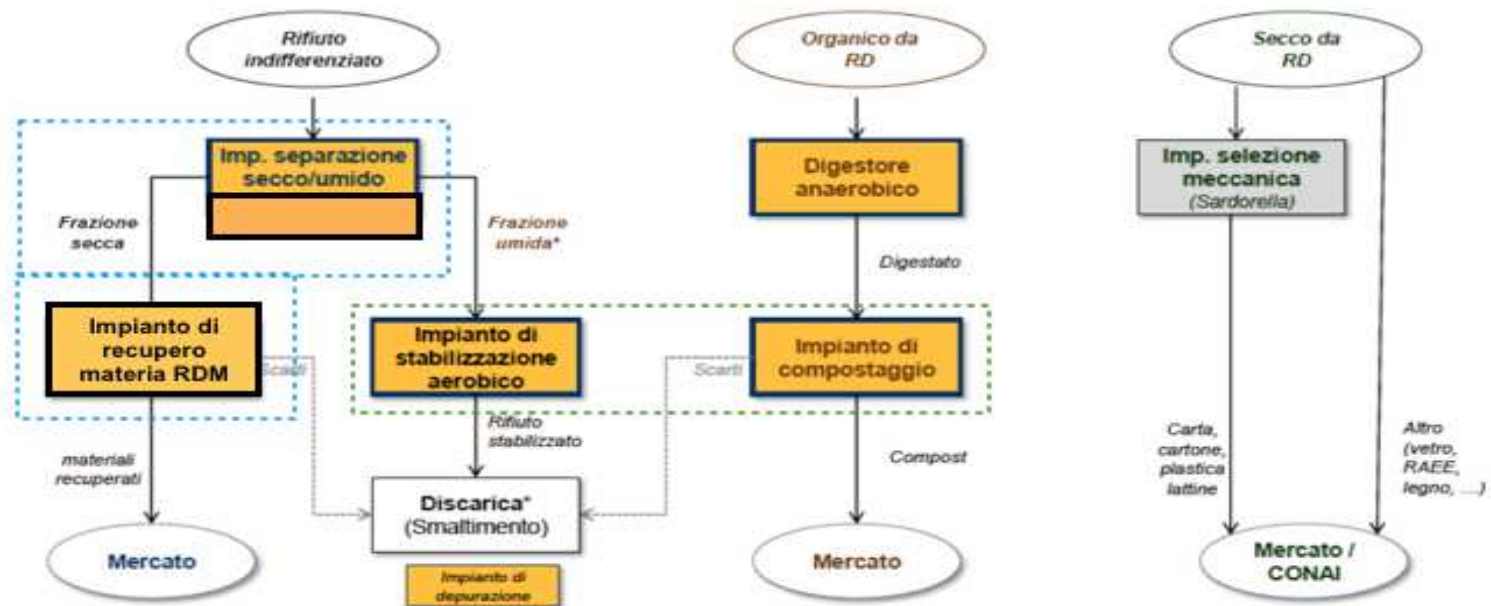 Rifiuto
indifferenziato
Organico da
RD
Secco da
RD
Imp. separazione
secco/umido
Digestore
anaerobico
Imp. selezione
meccanica
(Sardorella)
Frazione
secca
Frazione
umida*
Digestato
Impianto di
recupero
materia RDM
Scarti
Impianto di
stabilizzazione
aerobico
Scarti
Impianto di
compostaggio
Rifiuto
stabilizzato
materiali
recuperati
Compost
Carta,
cartone,
plastica
lattine
Altro
(vetro,
RAEE,
legno, ...)
Discarica*
(Smaltimento)
Mercato
Impianto di
depurazione
Mercato
Mercato /
CONAI